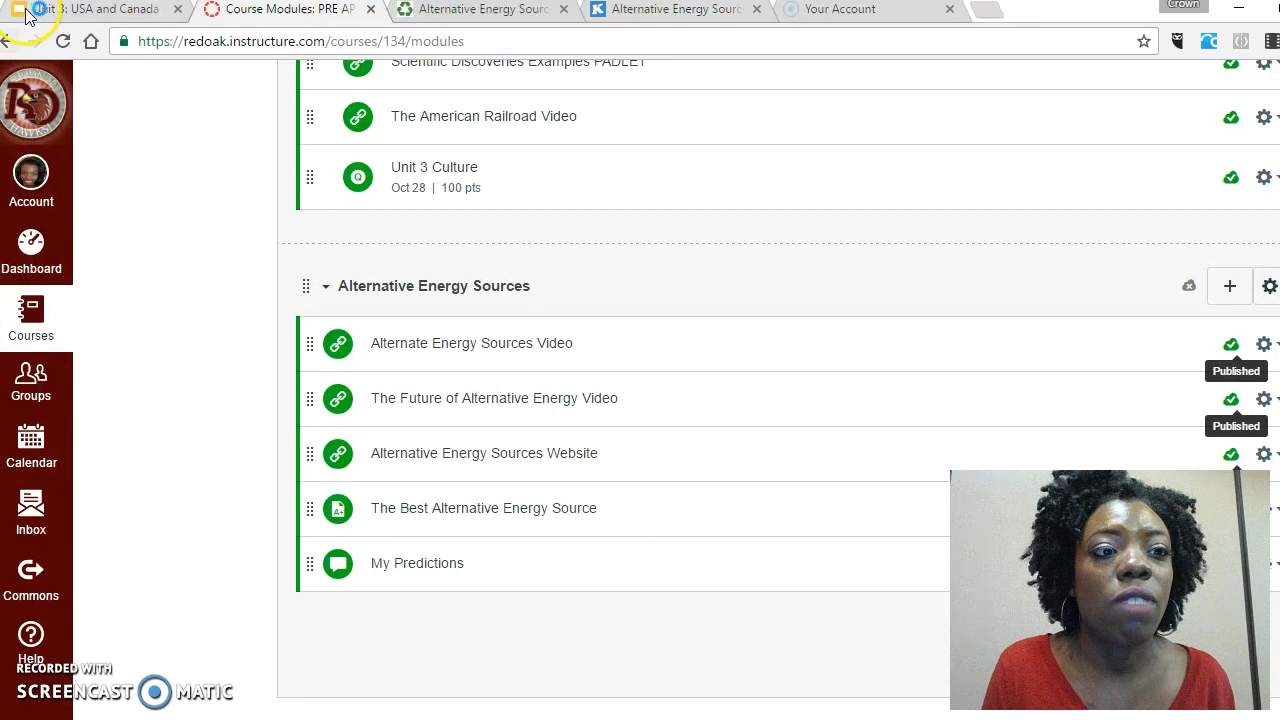 Unit 3: USA and Canada
Course Modules: PRE AP
Alternative Energy Sourc
Alternative Energy Sourc
Your Account
Crown
https://redoak.instructure.com/courses/134/modules
RO
HAWKS
Scientific Discoveries Examples PADLET
The American Railroad Video
Unit 3 Culture
Oct 28 | 100 pts
Alternative Energy Sources
Alternate Energy Sources Video
Published
The Future of Alternative Energy Video
Published
Alternative Energy Sources Website
The Best Alternative Energy Source
My Predictions
Account
Dashboard
Courses
Groups
Calendar
Inbox
Commons
Help
RECORDED WITH
SCREENCAST MATIC